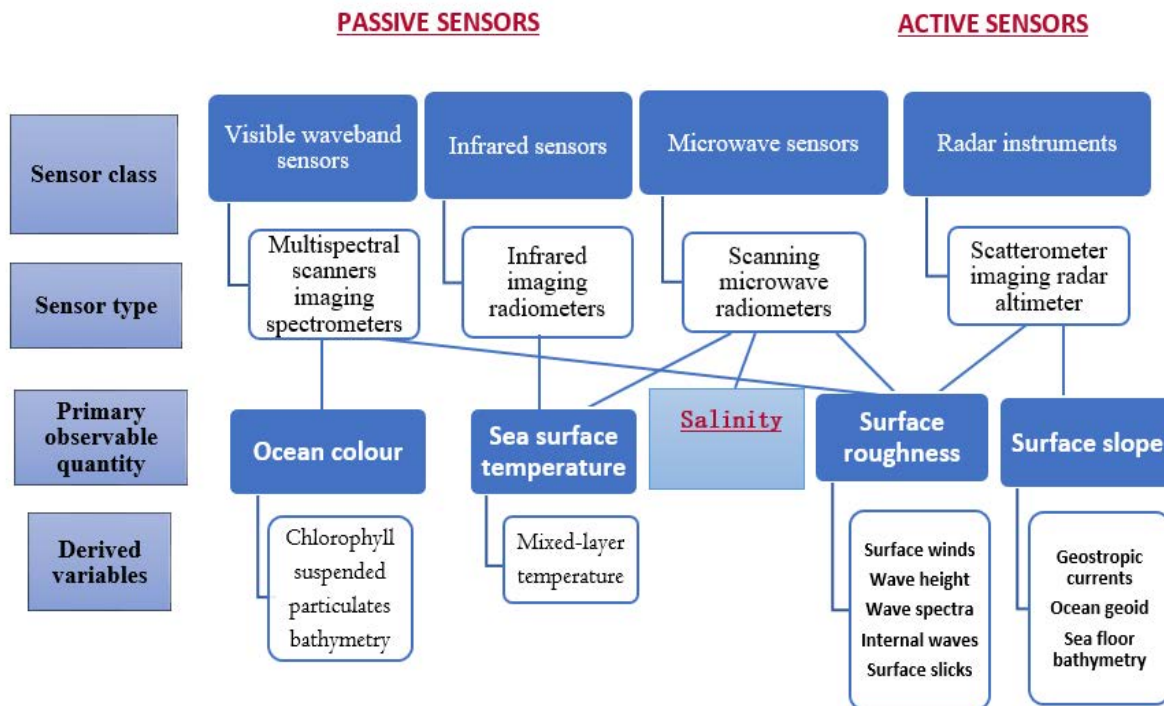 PASSIVE SENSORS
ACTIVE SENSORS
Sensor class
Visible waveband
sensors
Infrared sensors
Microwave sensors
Radar instruments
Sensor type
Multispectral
scanners
imaging
spectrometers
Infrared
imaging
radiometers
Scanning
microwave
radiometers
Scatterometer
imaging radar
altimeter
Primary
observable
quantity
Ocean colour
Sea surface
temperature
Salinity
Surface
roughness
Surface slope
Derived
variables
Chlorophyll
suspended
particulates
bathymetry
Mixed-layer
temperature
Surface winds
Wave height
Wave spectra
Internal waves
Surface slicks
Geostropic
currents
Ocean geoid
Sea floor
bathymetry